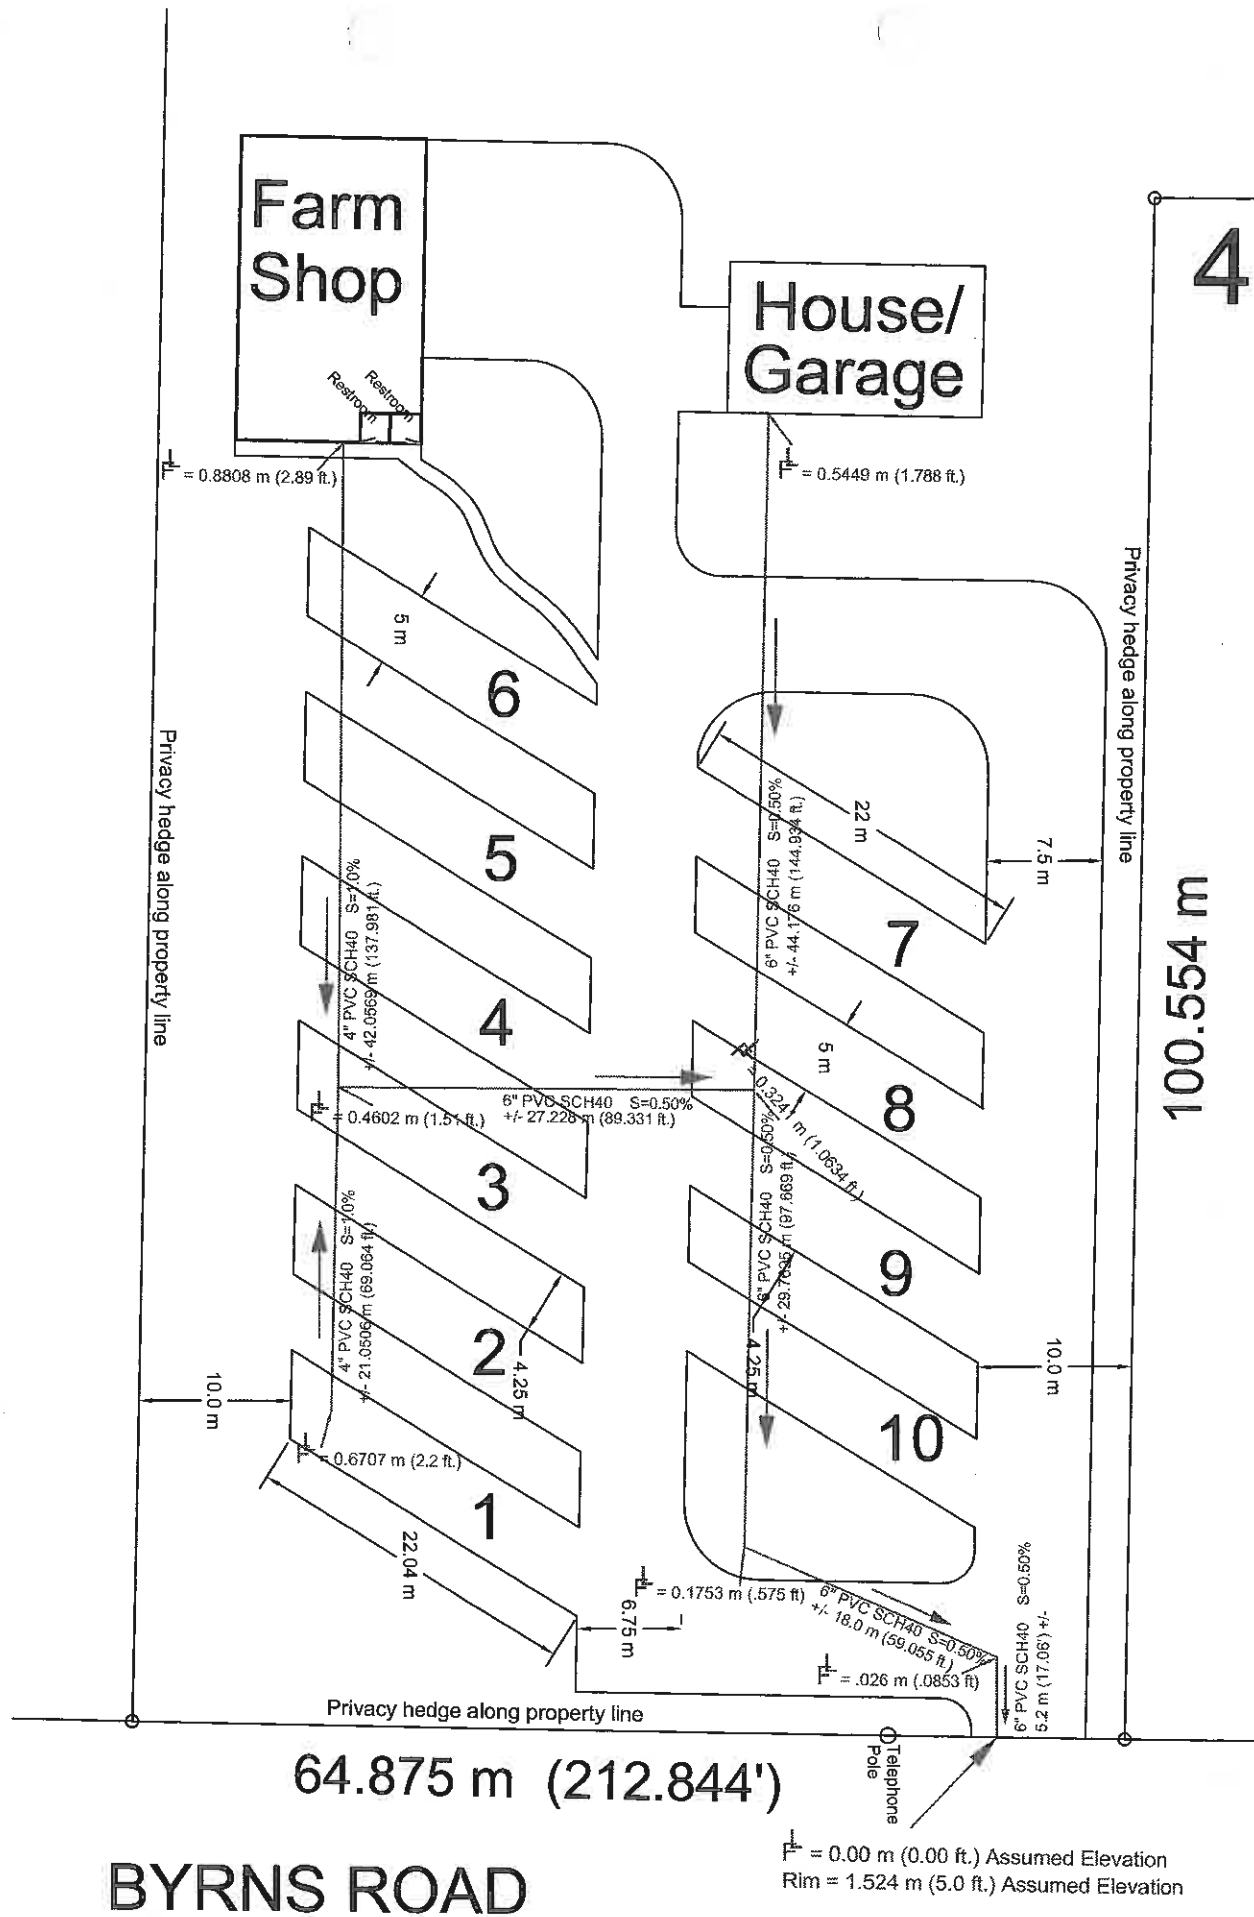 Farm
Shop
Restroom
Restroom
House/
Garage
4
= 0.8808 m (2.89 ft.)
= 0.5449 m (1.788 ft.)
Privacy hedge along property line
5 m
6
Privacy hedge along property line
22 m
7.5 m
6" PVC SCH40 S=0.50%
+/- 44.176 m (144.934 ft.)
5
7
4" PVC SCH40 S=1.0%
+/- 42.0569 m (137.981 ft.)
100.554 m
4
5 m
8
6" PVC SCH40 S=0.50%
+/- 27.228 m (89.331 ft.)
= 0.4602 m (1.51 ft.)
= 0.3241 m (1.0634 ft.)
3
6" PVC SCH40 S=0.50%
+/- 29.7695 m (97.669 ft.)
9
4" PVC SCH40 S=1.0%
+/- 21.0506 m (69.064 ft.)
2
4.25 m
4.25 m
10.0 m
10.0 m
10
= 0.6707 m (2.2 ft.)
1
22.04 m
= 0.1753 m (.575 ft)
6.75 m
6" PVC SCH40 S=0.50%
+/- 18.0 m (59.055 ft.)
6" PVC SCH40 S=0.50%
5.2 m (17.06') +/-
= .026 m (.0853 ft)
Privacy hedge along property line
Telephone
Pole
64.875 m (212.844')
= 0.00 m (0.00 ft.) Assumed Elevation
Rim = 1.524 m (5.0 ft.) Assumed Elevation
BYRNS ROAD